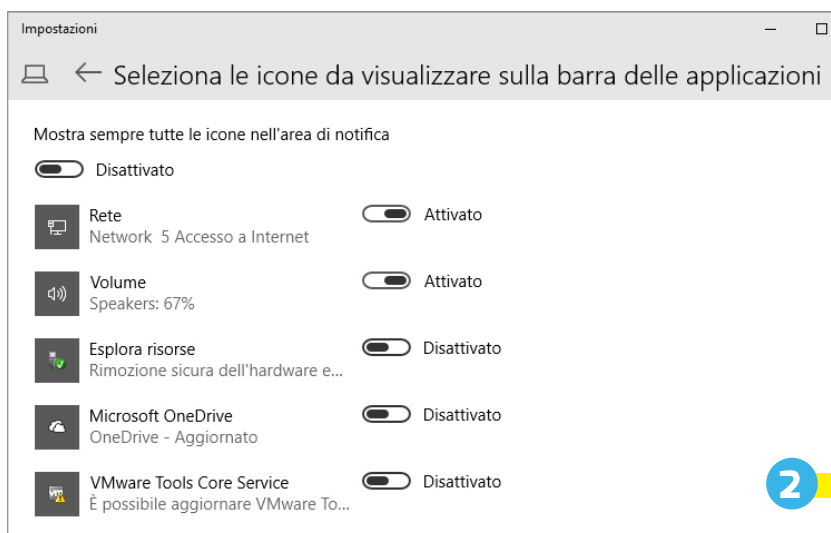 Impostazioni
Seleziona le icone da visualizzare sulla barra delle applicazioni
Mostra sempre tutte le icone nell'area di notifica
Disattivato
Rete
Attivato
Network 5 Accesso a Internet
Volume
Attivato
Speakers: 67%
Esplora risorse
Disattivato
Rimozione sicura dell'hardware e...
Microsoft OneDrive
Disattivato
OneDrive - Aggiornato
VMware Tools Core Service
Disattivato
È possibile aggiornare VMware To...
2